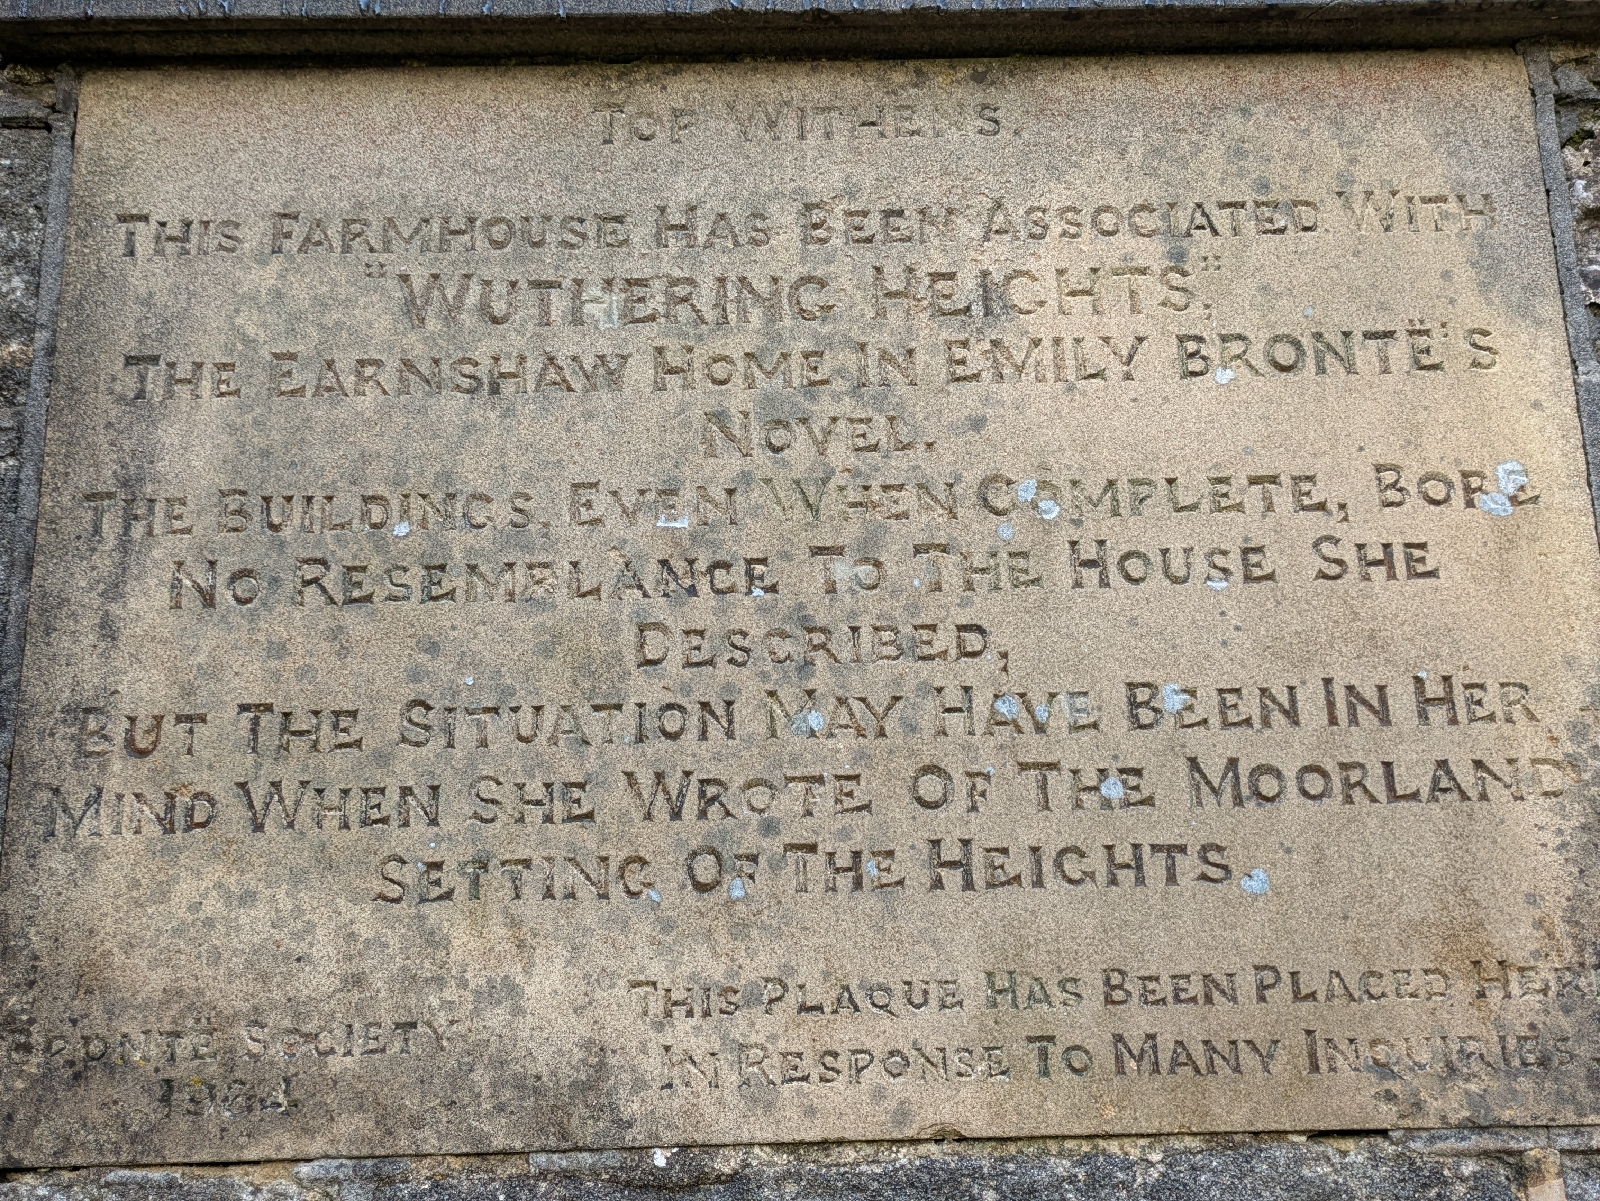 TOP WITHENS.
THIS FARMHOUSE HAS BEEN ASSOCIATED WITH
"WUTHERING HEIGHTS",
THE EARNSHAW HOME IN EMILY BRONTË'S
NOVEL.
THE BUILDINGS, EVEN WHEN COMPLETE, BORE
NO RESEMBLANCE TO THE HOUSE SHE
DESCRIBED,
BUT THE SITUATION MAY HAVE BEEN IN HER
MIND WHEN SHE WROTE OF THE MOORLAND
SETTING OF THE HEIGHTS.
BRONTË SOCIETY
1964
THIS PLAQUE HAS BEEN PLACED HERE
IN RESPONSE TO MANY INQUIRIES.